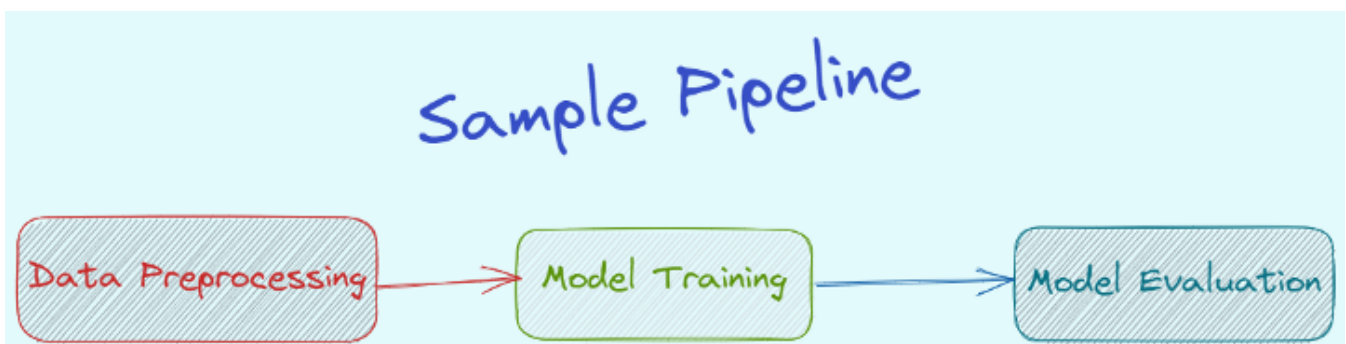 Sample Pipeline
Data Preprocessing
Model Training
Model Evaluation